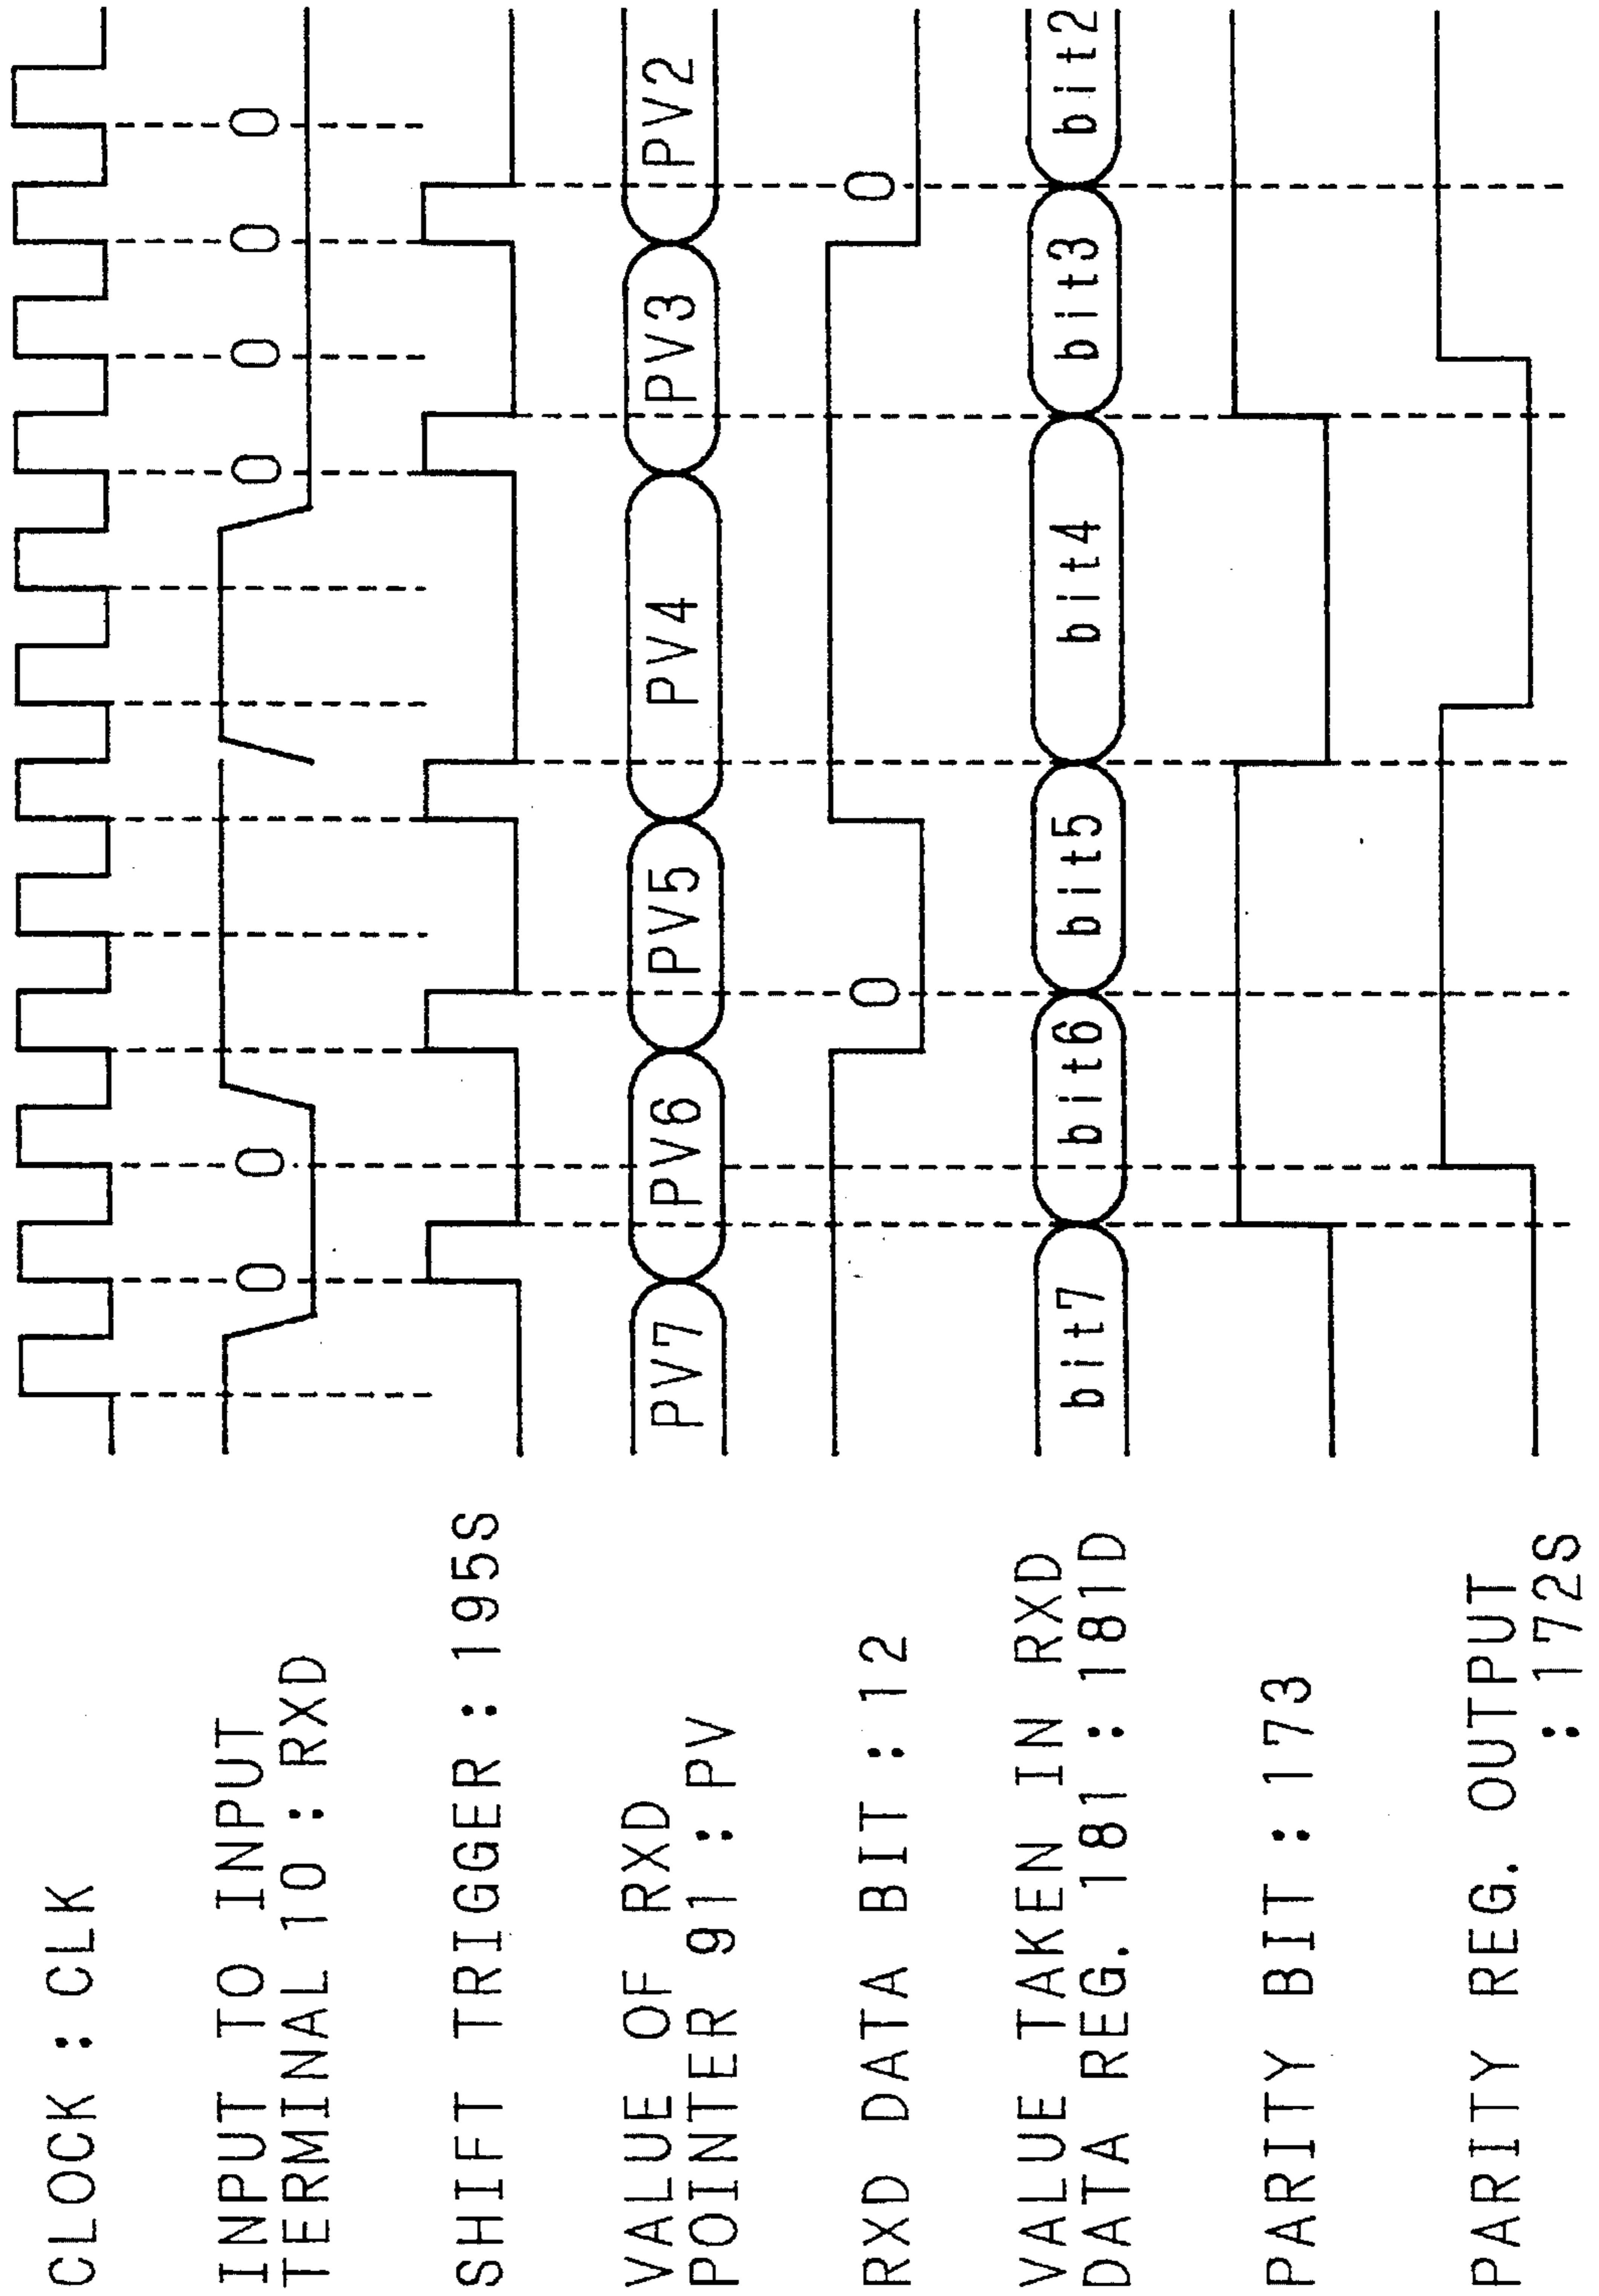 CLOCK : CLK
INPUT TO INPUT
TERMINAL 10 : RXD
0 0 0 0 0 0
SHIFT TRIGGER : 195S
VALUE OF RXD
POINTER 91 : PV
PV7 PV6 PV5 PV4 PV3 PV2
RXD DATA BIT : 12
0 0
VALUE TAKEN IN RXD
DATA REG. 181 : 181D
bit7 bit6 bit5 bit4 bit3 bit2
PARITY BIT : 173
PARITY REG. OUTPUT
: 172S